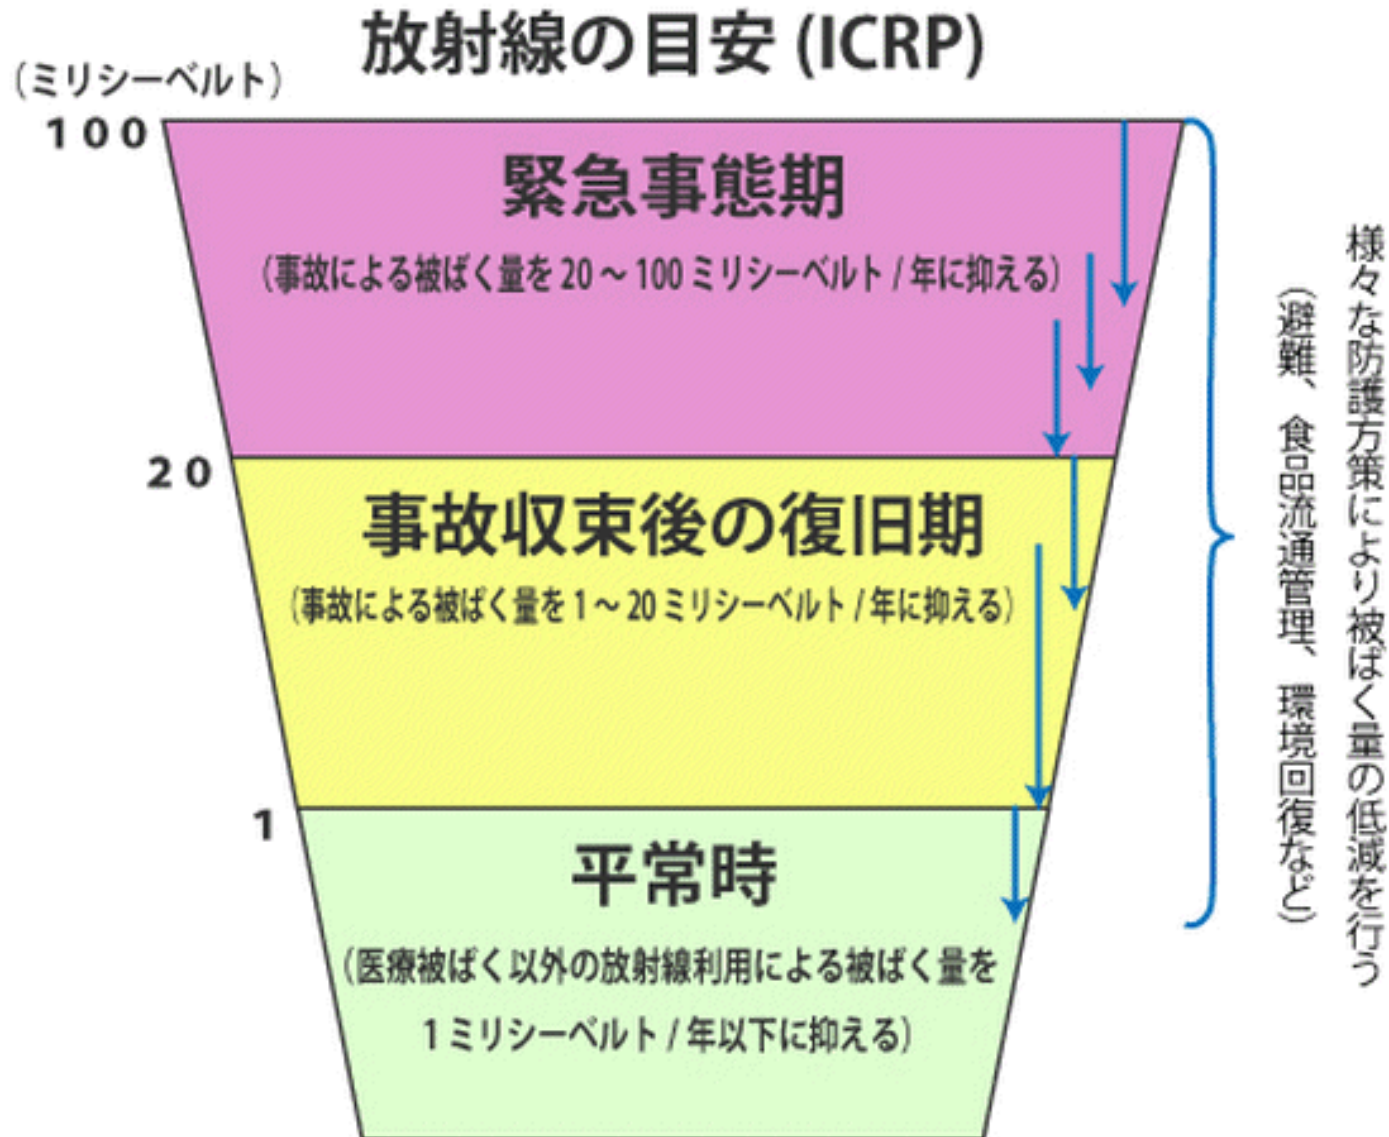 放射線の目安 (ICRP)
（ミリシーベルト）
100
緊急事態期
（事故による被ばく量を 20 ～ 100 ミリシーベルト / 年に抑える）
20
事故収束後の復旧期
（事故による被ばく量を 1 ～ 20 ミリシーベルト / 年に抑える）
1
平常時
（医療被ばく以外の放射線利用による被ばく量を
1 ミリシーベルト / 年以下に抑える）
様々な防護方策により被ばく量の低減を行う
（避難、食品流通管理、環境回復など）